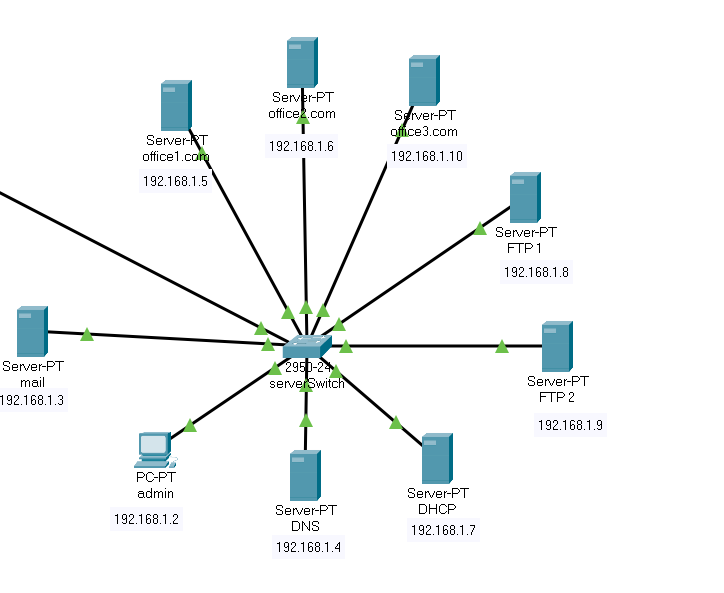 Server-PT
office2.com
192.168.1.6
Server-PT
office3.com
192.168.1.10
Server-PT
office1.com
192.168.1.5
Server-PT
FTP 1
192.168.1.8
Server-PT
mail
192.168.1.3
2950-24
serverSwitch
Server-PT
FTP 2
192.168.1.9
PC-PT
admin
192.168.1.2
Server-PT
DNS
192.168.1.4
Server-PT
DHCP
192.168.1.7